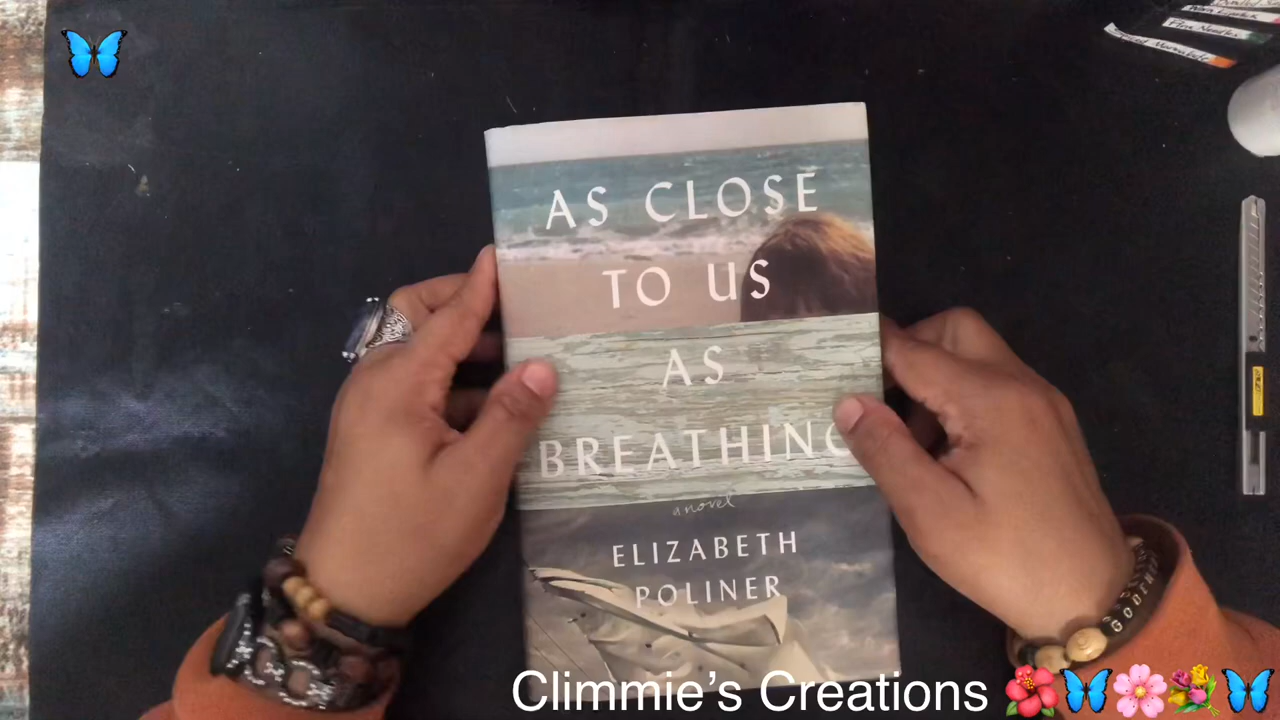 AS CLOSE
TO US
AS
BREATHING
a novel
ELIZABETH
POLINER
Climmie's Creations